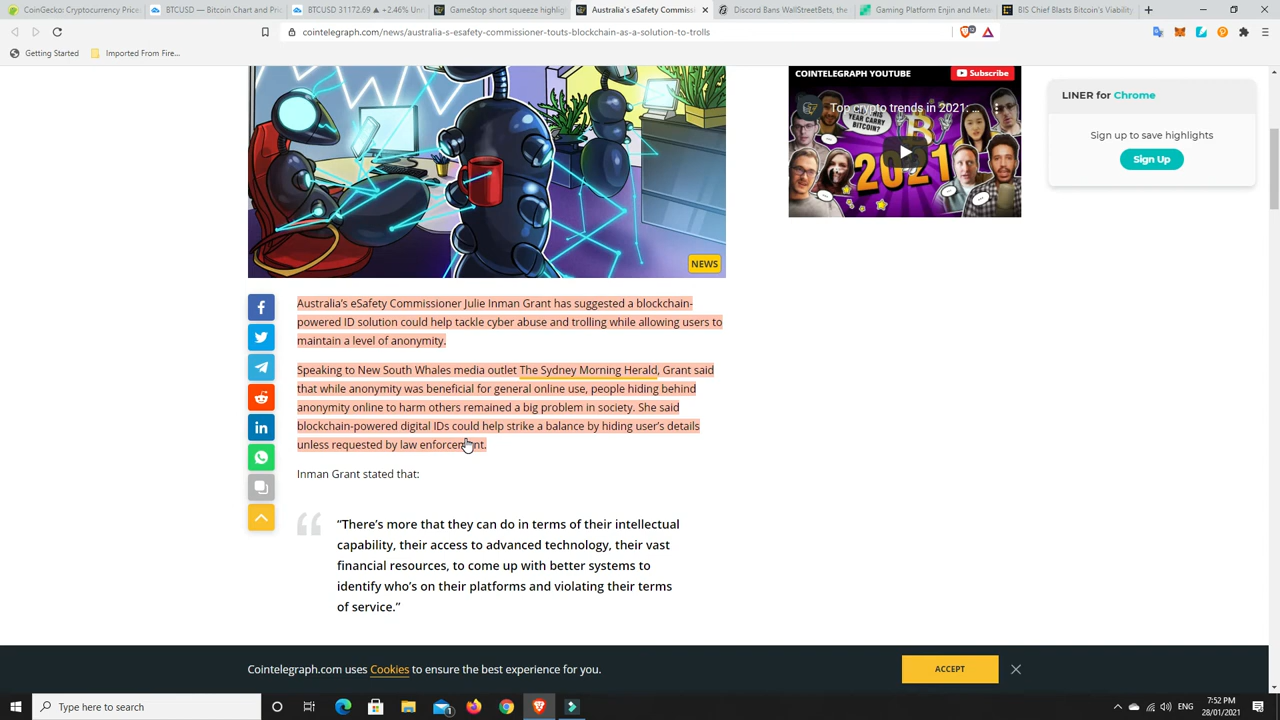 CoinGecko: Cryptocurrency Price
BTCUSD — Bitcoin Chart and Pric
BTCUSD 31172.69 ▲ +2.46% Unn
GameStop short squeeze highlig
Australia's eSafety Commiss
Discord Bans WallStreetBets, the
Gaming Platform Enjin and Meta
BIS Chief Blasts Bitcoin's Viability
cointelegraph.com/news/australia-s-esafety-commissioner-touts-blockchain-as-a-solution-to-trolls
Getting Started
Imported From Fire...
COINTELEGRAPH YOUTUBE
Subscribe
Top crypto trends in 2021: ...
THIS
YEAR CARRY
BITCOIN?
2021
LINER for Chrome
Sign up to save highlights
Sign Up
NEWS
Australia's eSafety Commissioner Julie Inman Grant has suggested a blockchain-
powered ID solution could help tackle cyber abuse and trolling while allowing users to
maintain a level of anonymity.
Speaking to New South Whales media outlet The Sydney Morning Herald, Grant said
that while anonymity was beneficial for general online use, people hiding behind
anonymity online to harm others remained a big problem in society. She said
blockchain-powered digital IDs could help strike a balance by hiding user's details
unless requested by law enforcement.
Inman Grant stated that:
“There's more that they can do in terms of their intellectual
capability, their access to advanced technology, their vast
financial resources, to come up with better systems to
identify who's on their platforms and violating their terms
of service.”
Cointelegraph.com uses Cookies to ensure the best experience for you.
ACCEPT
Type here to search
ENG
7:52 PM
28/01/2021